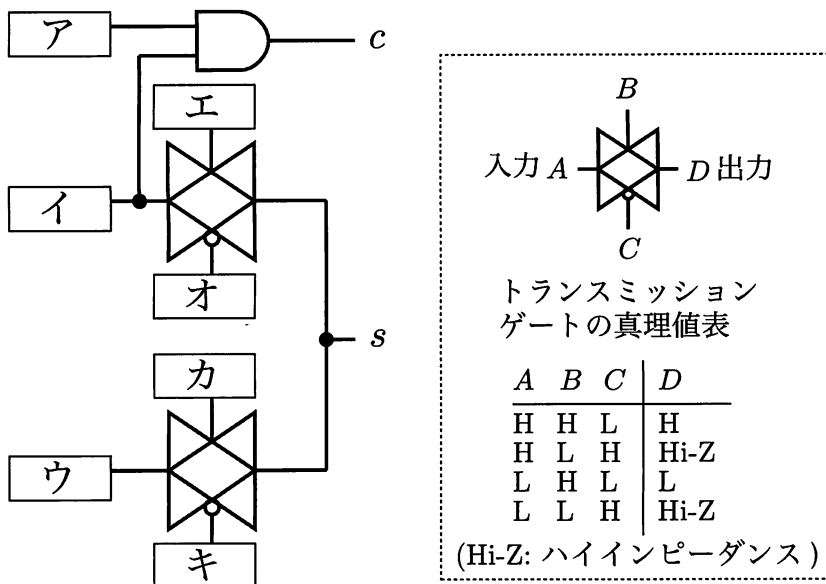 ア
c
エ
イ
オ
s
カ
ウ
キ
B
入力 A
D 出力
C
トランスミッション
ゲートの真理値表
A B C D
H H L H
H L H Hi-Z
L H L L
L L H Hi-Z
(Hi-Z: ハイインピーダンス)